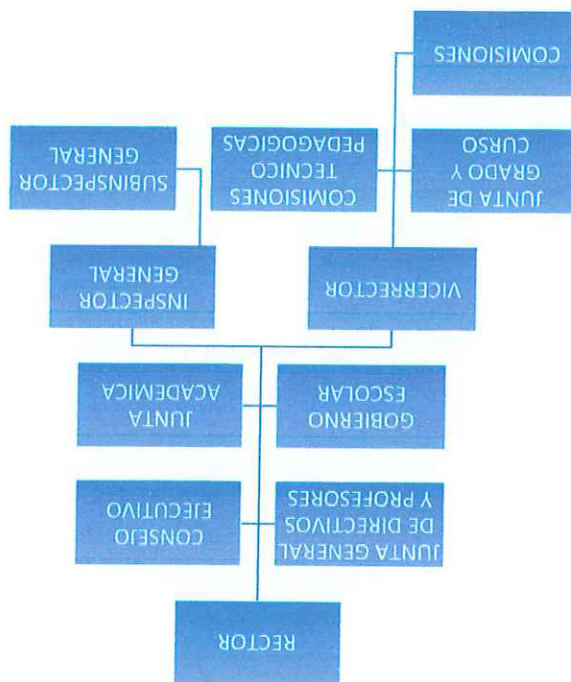 RECTOR
JUNTA GENERAL
DE DIRECTIVOS
Y PROFESORES
CONSEJO
EJECUTIVO
GOBIERNO
ESCOLAR
JUNTA
ACADEMICA
VICERRECTOR
INSPECTOR
GENERAL
JUNTA DE
GRADO Y
CURSO
COMISIONES
TECNICO
PEDAGOGICAS
SUBINSPECTOR
GENERAL
COMISIONES